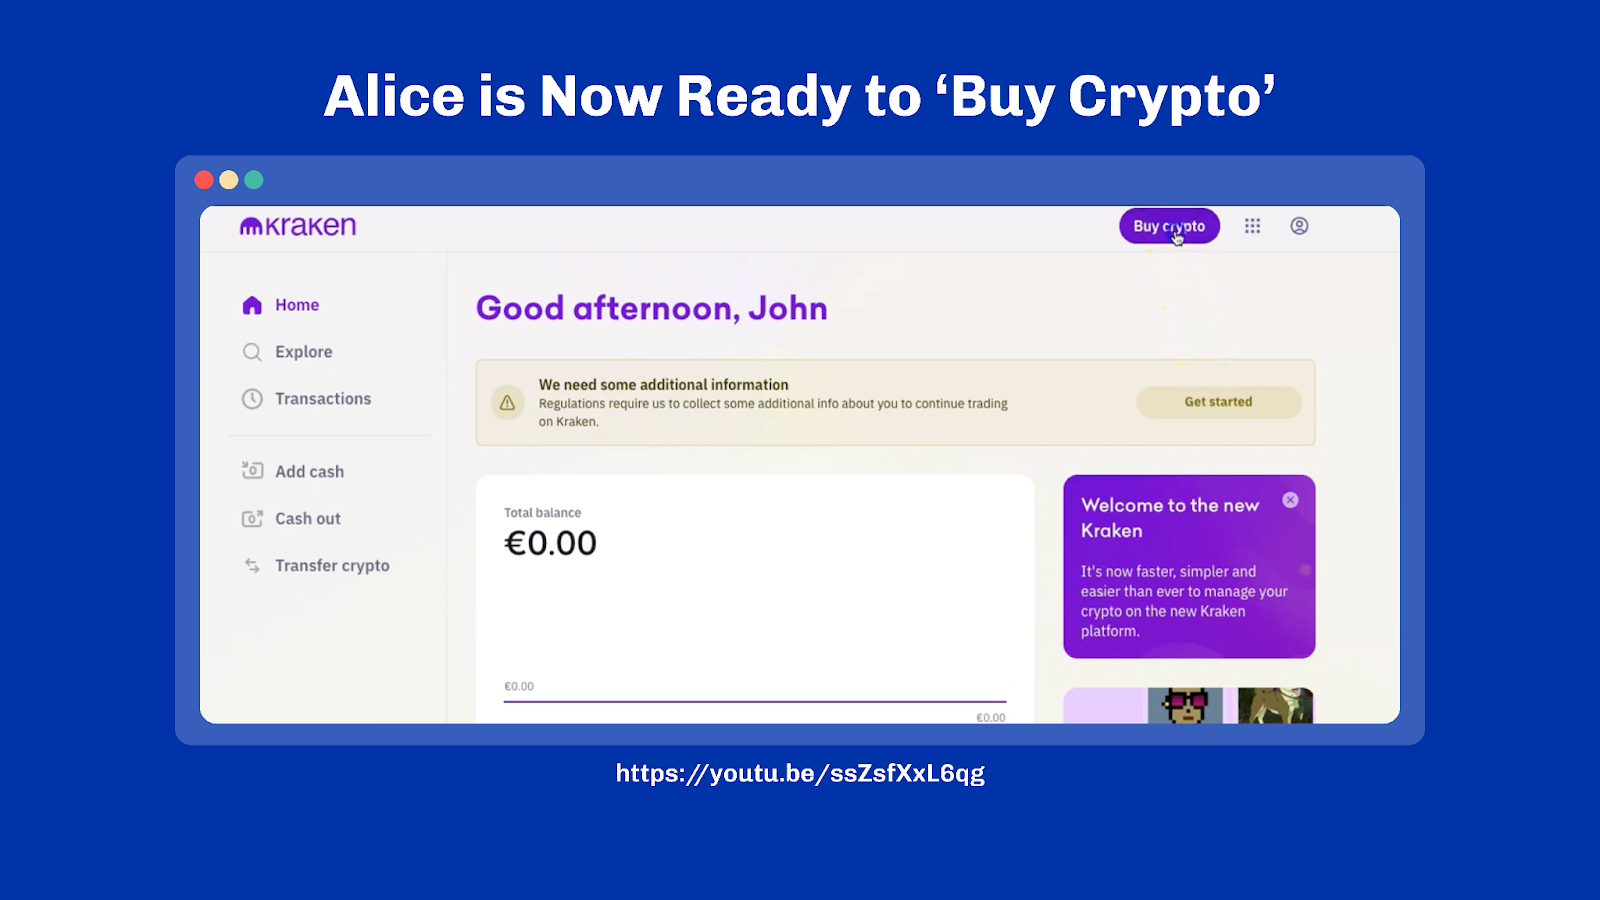 Alice is Now Ready to ‘Buy Crypto’
kraken
Buy crypto
Home
Explore
Transactions
Add cash
Cash out
Transfer crypto
Good afternoon, John
We need some additional information
Regulations require us to collect some additional info about you to continue trading
on Kraken.
Get started
Total balance
€0.00
€0.00
€0.00
Welcome to the new
Kraken
It's now faster, simpler and
easier than ever to manage your
crypto on the new Kraken
platform.
https://youtu.be/ssZsfXxL6qg